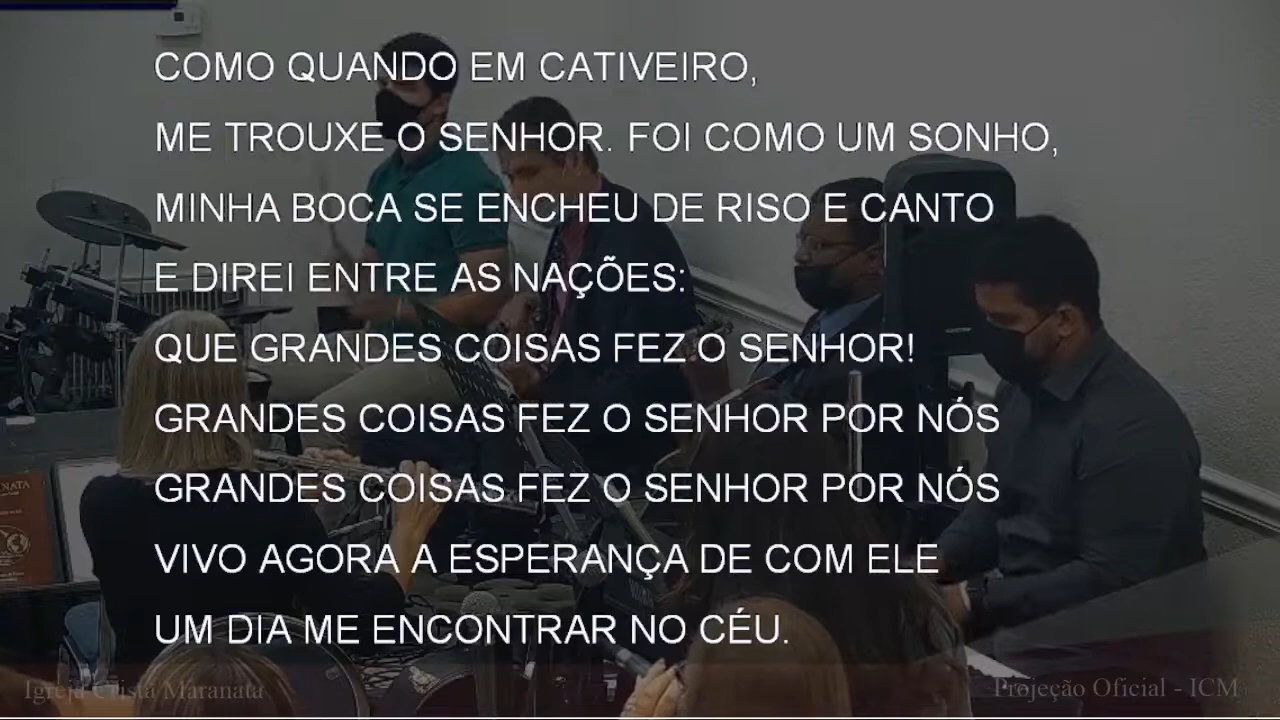 COMO QUANDO EM CATIVEIRO,
ME TROUXE O SENHOR. FOI COMO UM SONHO,
MINHA BOCA SE ENCHEU DE RISO E CANTO
E DIREI ENTRE AS NAÇÕES:
QUE GRANDES COISAS FEZ O SENHOR!
GRANDES COISAS FEZ O SENHOR POR NÓS
GRANDES COISAS FEZ O SENHOR POR NÓS
VIVO AGORA A ESPERANÇA DE COM ELE
UM DIA ME ENCONTRAR NO CÉU.
Igreja Cristã Maranata
Projeção Oficial - ICM